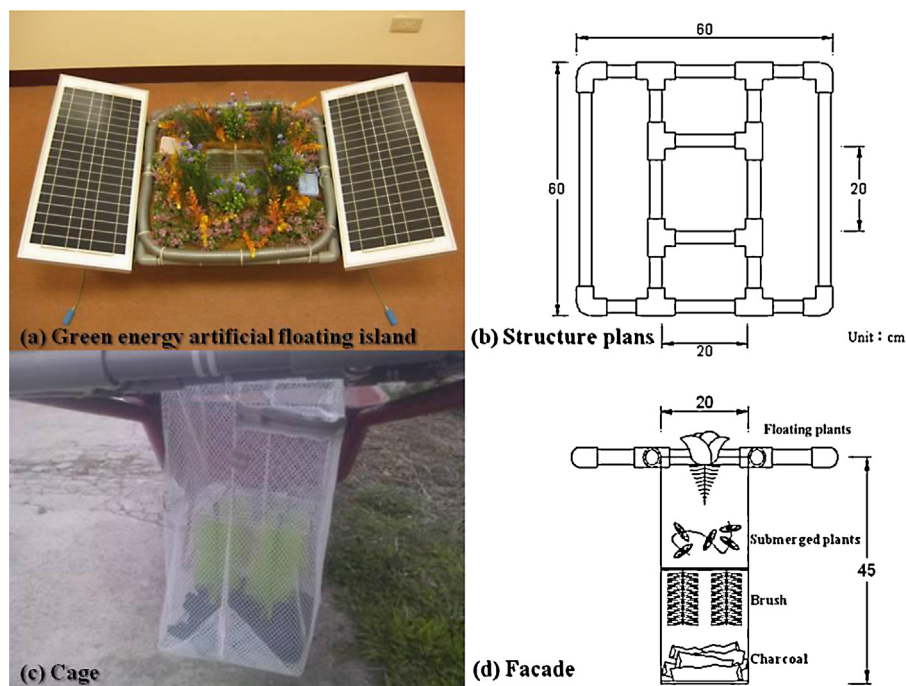 (a) Green energy artificial floating island
60
60
20
20
(b) Structure plans
Unit : cm
(c) Cage
20
Floating plants
Submerged plants
45
Brush
Charcoal
(d) Facade